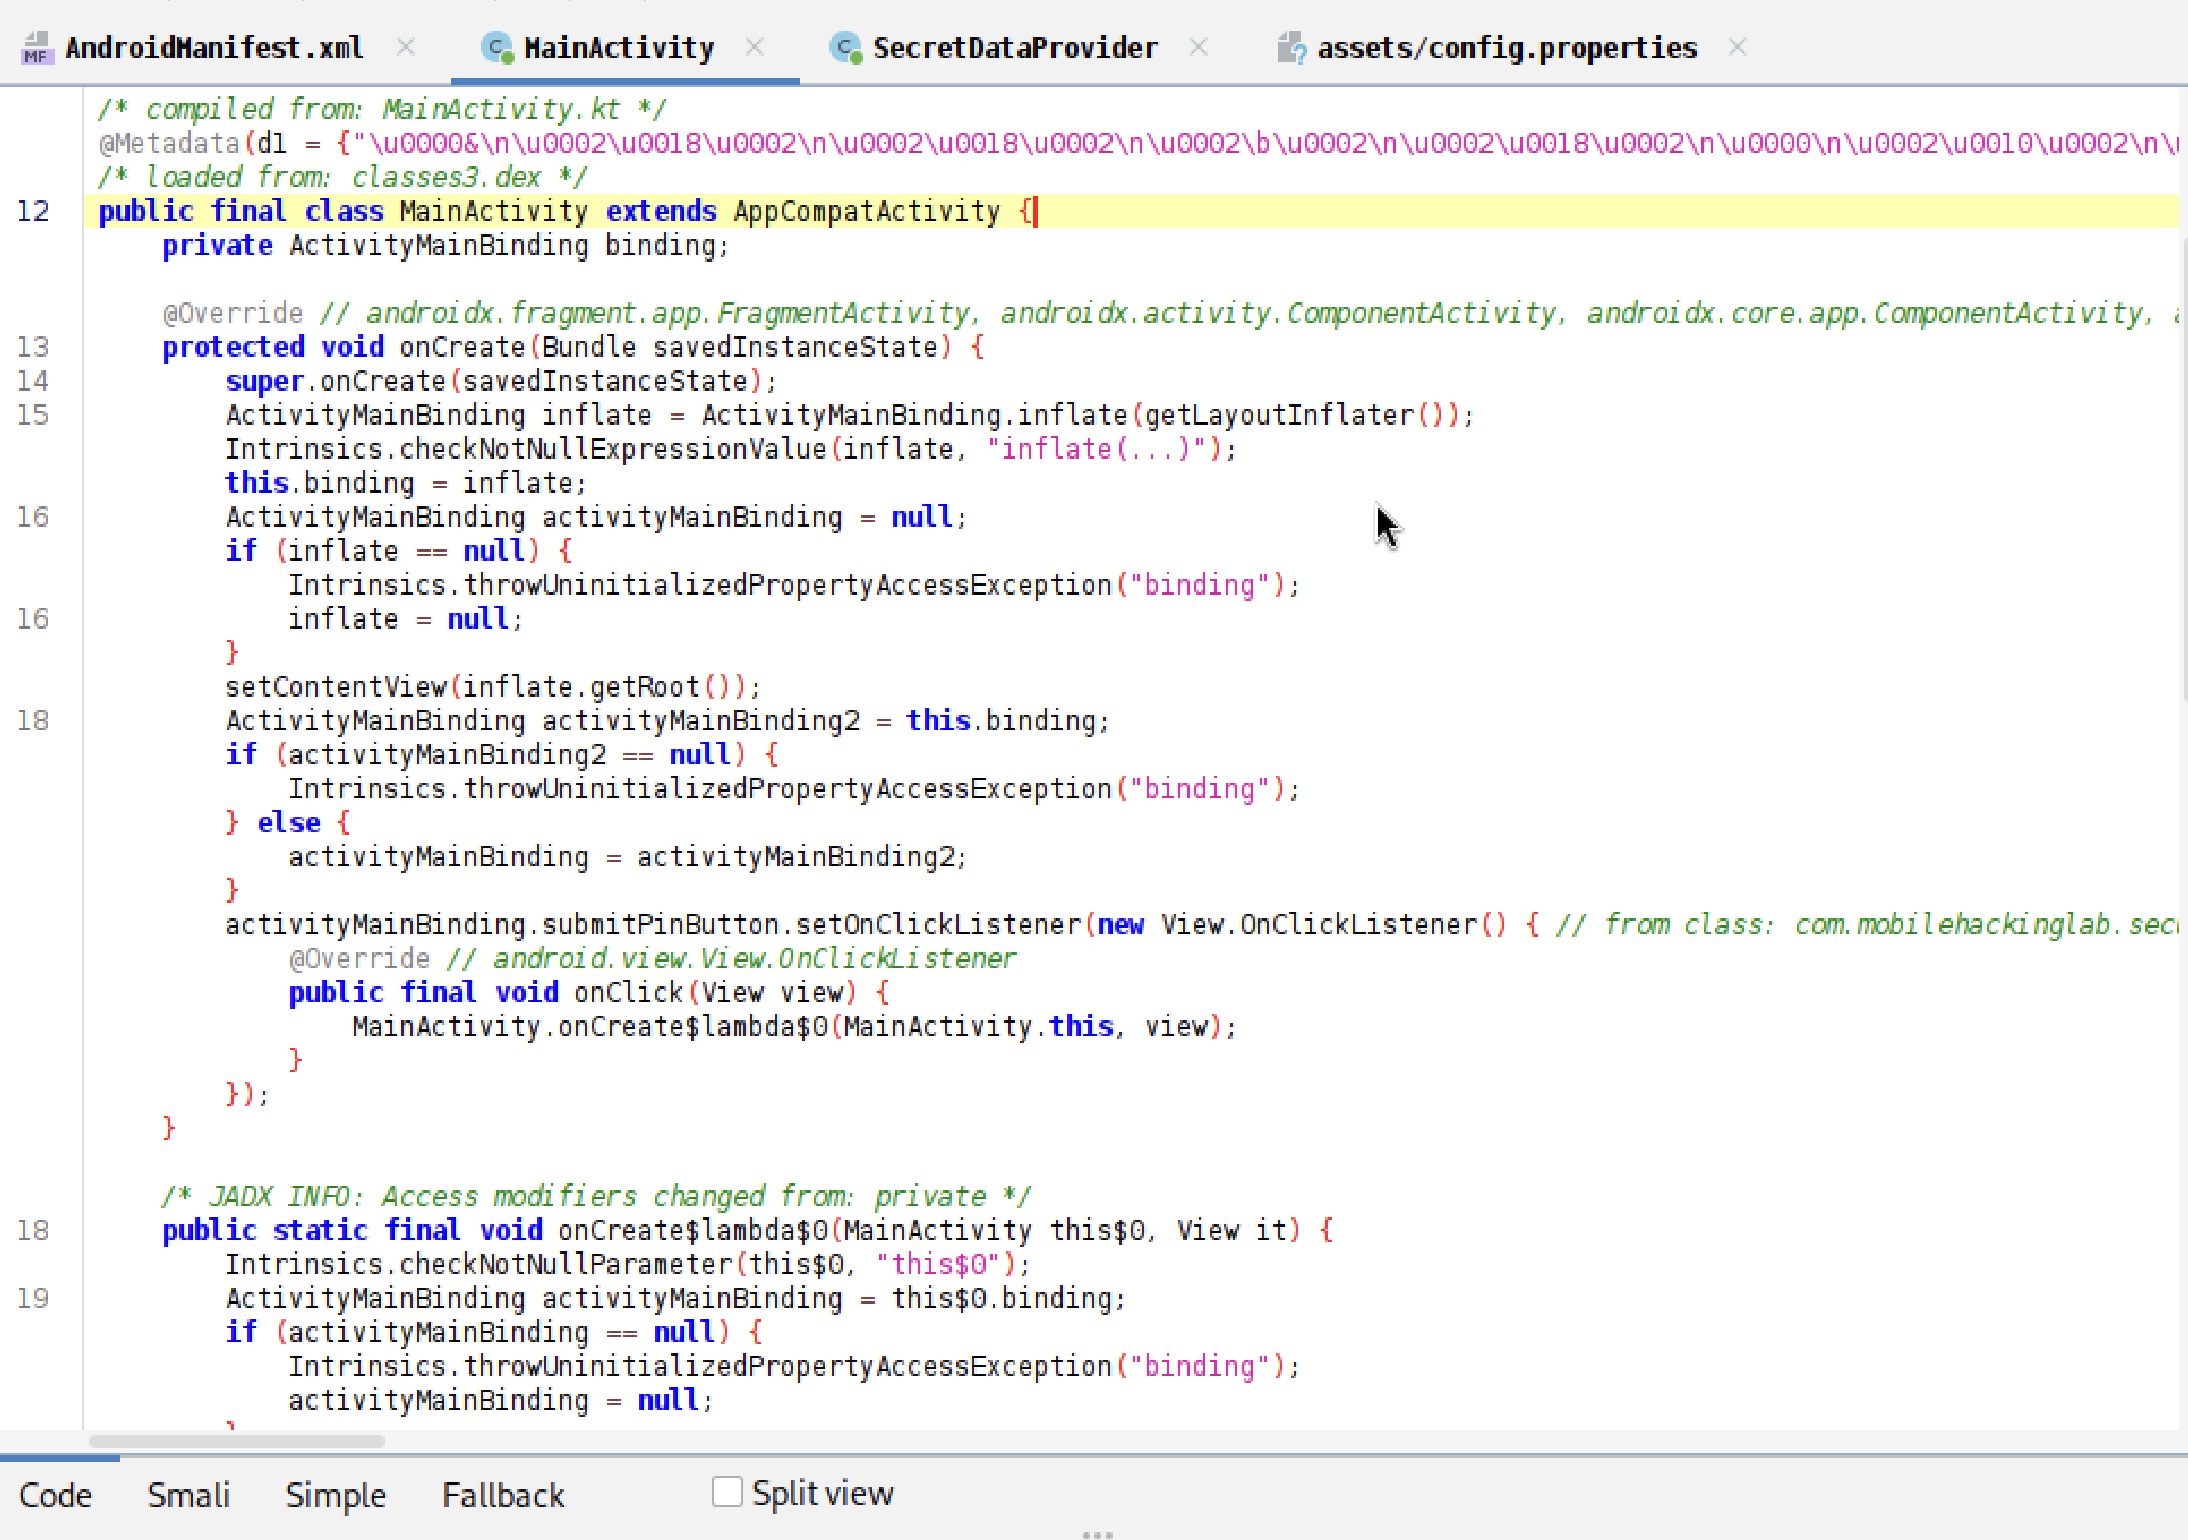 AndroidManifest.xml MainActivity SecretDataProvider assets/config.properties
/* compiled from: MainActivity.kt */
@Metadata(d1 = {"\u0000&\n\u0002\u0018\u0002\n\u0002\u0018\u0002\n\u0002\b\u0002\n\u0002\u0018\u0002\n\u0000\n\u0002\u0010\u0002\n\
/* loaded from: classes3.dex */
12 public final class MainActivity extends AppCompatActivity {
private ActivityMainBinding binding;
@Override // androidx.fragment.app.FragmentActivity, androidx.activity.ComponentActivity, androidx.core.app.ComponentActivity,
13 protected void onCreate(Bundle savedInstanceState) {
14 super.onCreate(savedInstanceState);
15 ActivityMainBinding inflate = ActivityMainBinding.inflate(getLayoutInflater());
Intrinsics.checkNotNullExpressionValue(inflate, "inflate(...)");
this.binding = inflate;
16 ActivityMainBinding activityMainBinding = null;
if (inflate == null) {
Intrinsics.throwUninitializedPropertyAccessException("binding");
16 inflate = null;
}
setContentView(inflate.getRoot());
18 ActivityMainBinding activityMainBinding2 = this.binding;
if (activityMainBinding2 == null) {
Intrinsics.throwUninitializedPropertyAccessException("binding");
} else {
activityMainBinding = activityMainBinding2;
}
activityMainBinding.submitPinButton.setOnClickListener(new View.OnClickListener() { // from class: com.mobilehackinglab.sec
@Override // android.view.View.OnClickListener
public final void onClick(View view) {
MainActivity.onCreate$lambda$0(MainActivity.this, view);
}
});
}
/* JADX INFO: Access modifiers changed from: private */
18 public static final void onCreate$lambda$0(MainActivity this$0, View it) {
Intrinsics.checkNotNullParameter(this$0, "this$0");
19 ActivityMainBinding activityMainBinding = this$0.binding;
if (activityMainBinding == null) {
Intrinsics.throwUninitializedPropertyAccessException("binding");
activityMainBinding = null;
}
Code Smali Simple Fallback Split view